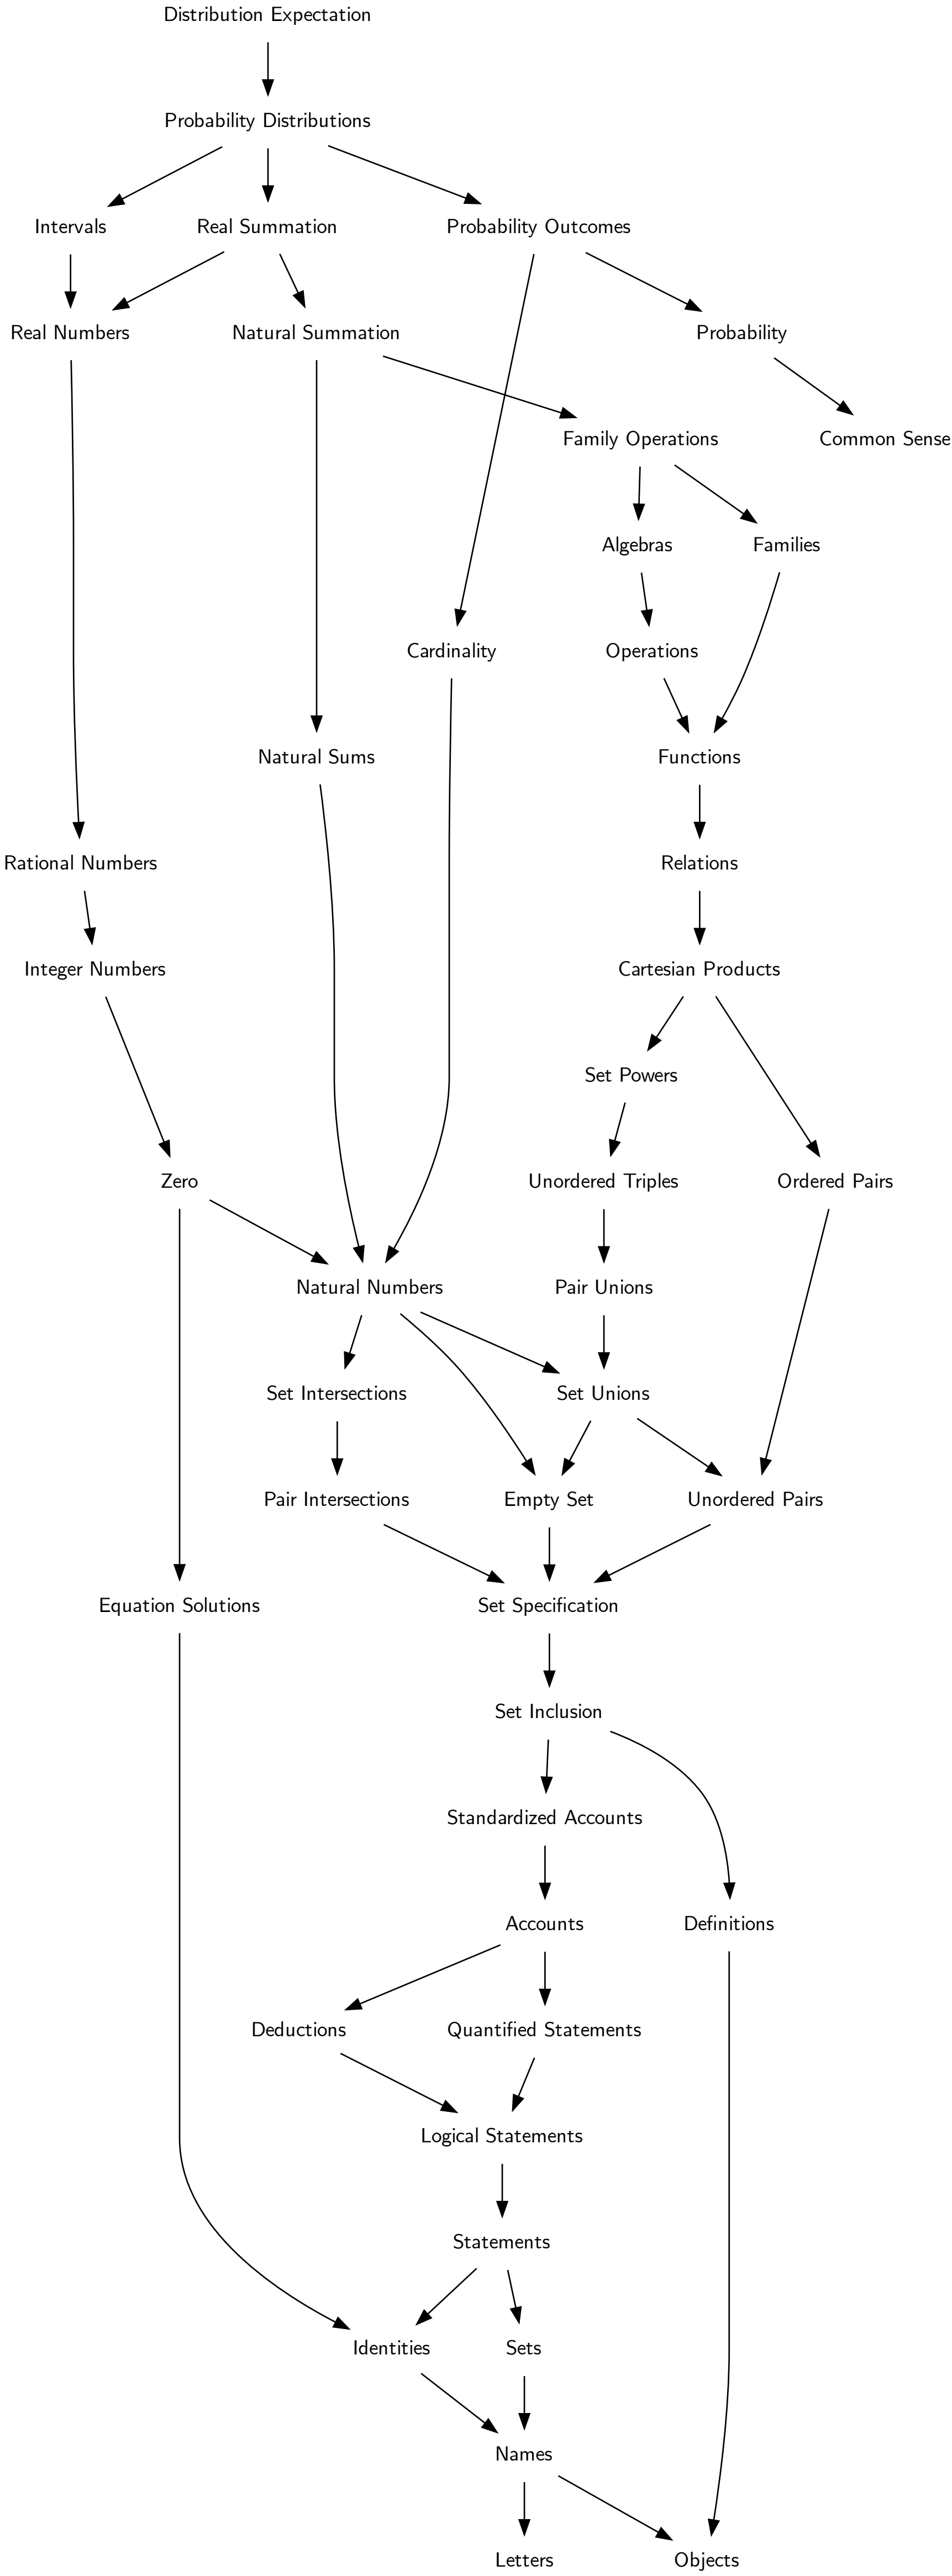 Distribution Expectation
Probability Distributions
Intervals
Real Summation
Probability Outcomes
Real Numbers
Natural Summation
Probability
Family Operations
Common Sense
Algebras
Families
Cardinality
Operations
Natural Sums
Functions
Rational Numbers
Relations
Integer Numbers
Cartesian Products
Set Powers
Zero
Unordered Triples
Ordered Pairs
Natural Numbers
Pair Unions
Set Intersections
Set Unions
Pair Intersections
Empty Set
Unordered Pairs
Equation Solutions
Set Specification
Set Inclusion
Standardized Accounts
Accounts
Definitions
Deductions
Quantified Statements
Logical Statements
Statements
Identities
Sets
Names
Letters
Objects